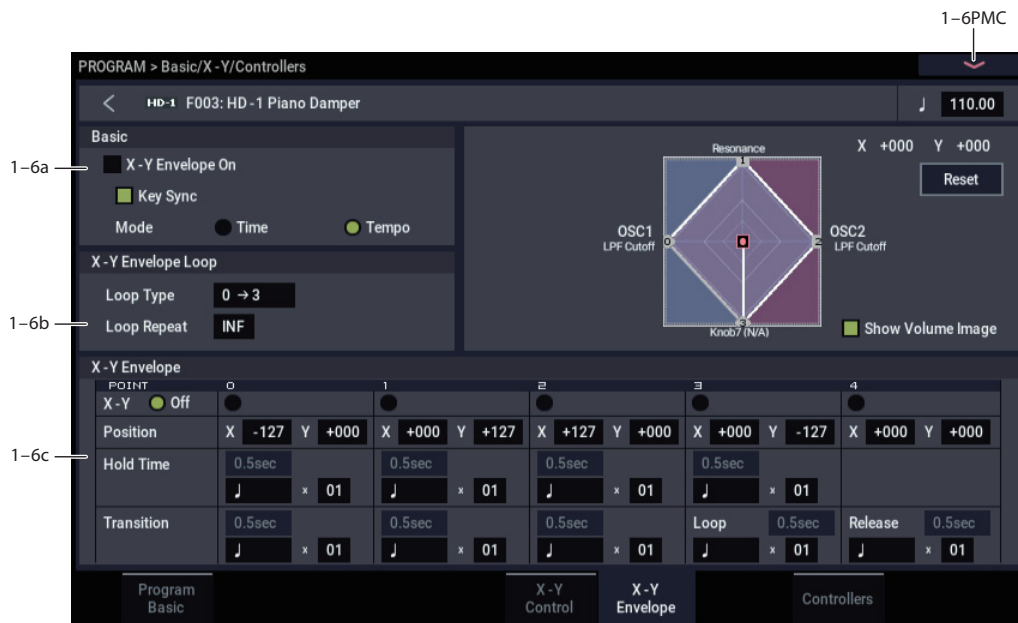 1–6PMC
PROGRAM > Basic/X-Y/Controllers
HD-1 F003: HD-1 Piano Damper
♩ 110.00
Basic
1–6a
X-Y Envelope On
Key Sync
Mode Time Tempo
X-Y Envelope Loop
Loop Type 0 → 3
1–6b
Loop Repeat INF
X +000 Y +000
Reset
Resonance
1
OSC1
LPF Cutoff
0
2
OSC2
LPF Cutoff
3
Knob7 (N/A)
Show Volume Image
X-Y Envelope
POINT 0 1 2 3 4
X-Y Off
Position X -127 Y +000 X +000 Y +127 X +127 Y +000 X +000 Y -127 X +000 Y +000
1–6c
Hold Time 0.5sec 0.5sec 0.5sec 0.5sec
♩ x 01 ♩ x 01 ♩ x 01 ♩ x 01
Transition 0.5sec 0.5sec 0.5sec Loop 0.5sec Release 0.5sec
♩ x 01 ♩ x 01 ♩ x 01 ♩ x 01 ♩ x 01
Program
Basic
X-Y
Control
X-Y
Envelope
Controllers